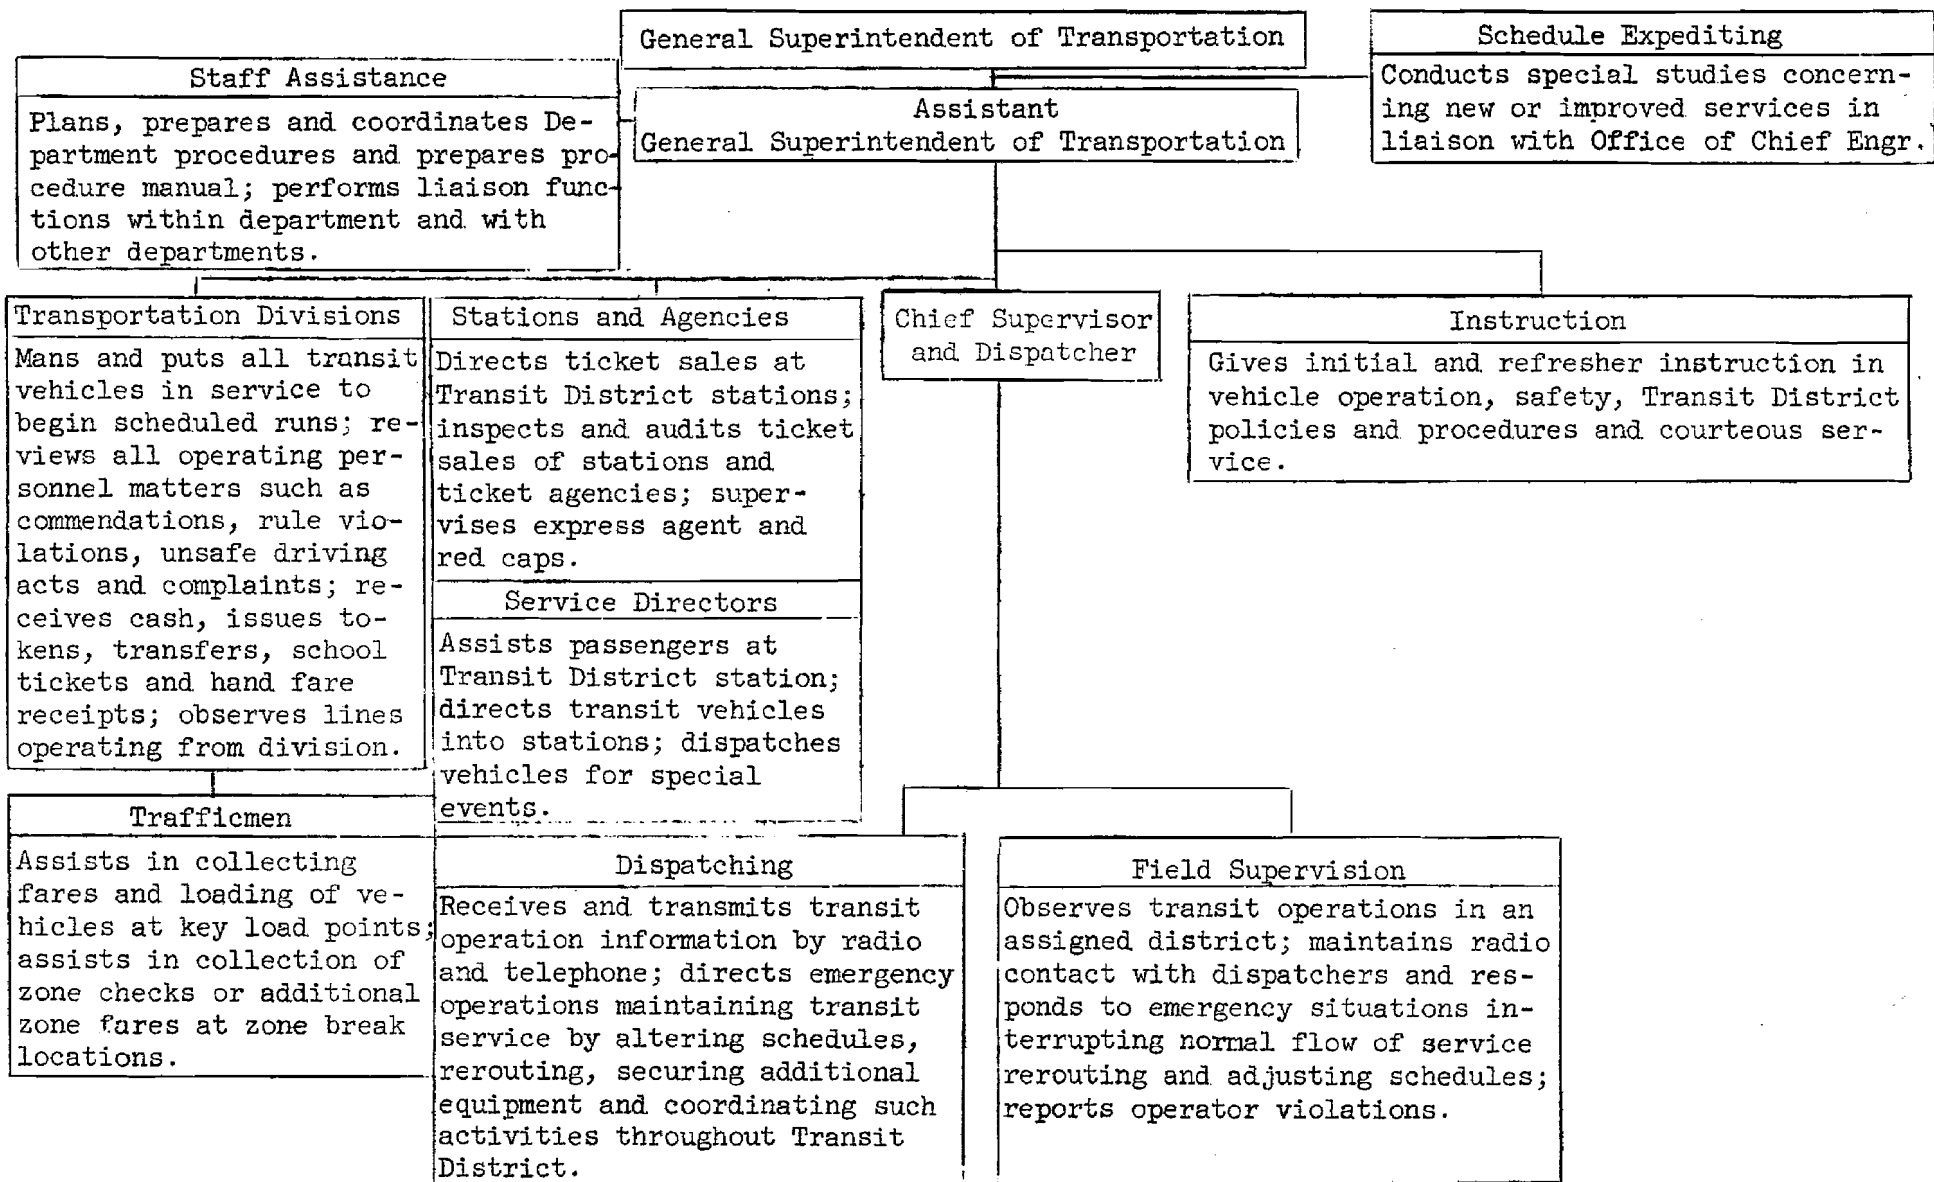 General Superintendent of Transportation
Schedule Expediting
Conducts special studies concern-
ing new or improved services in
liaison with Office of Chief Engr.
Staff Assistance
Plans, prepares and coordinates De-
partment procedures and prepares pro-
cedure manual; performs liaison func-
tions within department and with
other departments.
Assistant
General Superintendent of Transportation
Transportation Divisions
Mans and puts all transit
vehicles in service to
begin scheduled runs; re-
views all operating per-
sonnel matters such as
commendations, rule vio-
lations, unsafe driving
acts and complaints; re-
ceives cash, issues to-
kens, transfers, school
tickets and hand fare
receipts; observes lines
operating from division.
Stations and Agencies
Directs ticket sales at
Transit District stations;
inspects and audits ticket
sales of stations and
ticket agencies; super-
vises express agent and
red caps.
Service Directors
Assists passengers at
Transit District station;
directs transit vehicles
into stations; dispatches
vehicles for special
events.
Chief Supervisor
and Dispatcher
Instruction
Gives initial and refresher instruction in
vehicle operation, safety, Transit District
policies and procedures and courteous ser-
vice.
Trafficmen
Assists in collecting
fares and loading of ve-
hicles at key load points;
assists in collection of
zone checks or additional
zone fares at zone break
locations.
Dispatching
Receives and transmits transit
operation information by radio
and telephone; directs emergency
operations maintaining transit
service by altering schedules,
rerouting, securing additional
equipment and coordinating such
activities throughout Transit
District.
Field Supervision
Observes transit operations in an
assigned district; maintains radio
contact with dispatchers and res-
ponds to emergency situations in-
terrupting normal flow of service
rerouting and adjusting schedules;
reports operator violations.